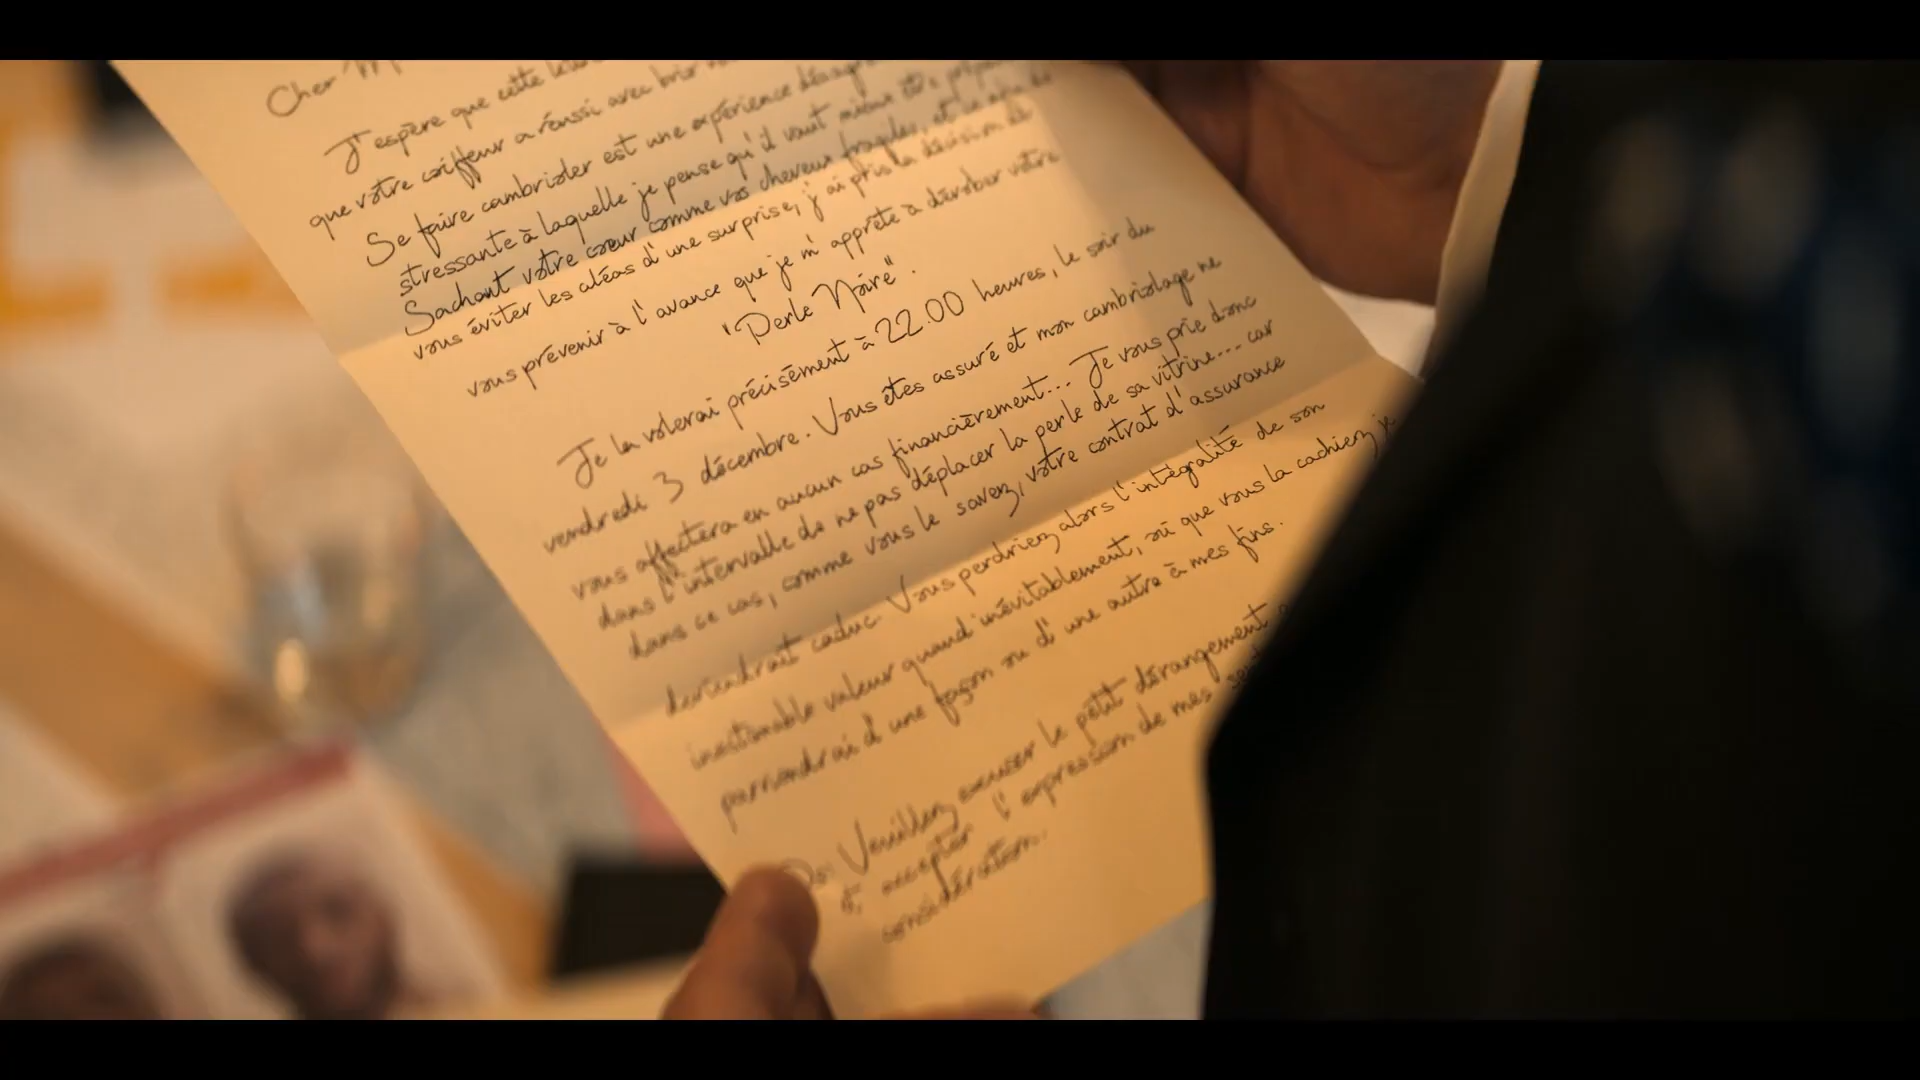 Cher M
J'espère que cette
que votre coiffeur a réussi avec brio
Se faire cambrioler est une expérience
stressante à laquelle je pense qu'il vaut mieux être
Sachant votre cœur comme vos cheveux fragiles, et
vous éviter les aléas d'une surprise, j'ai pris la décision de
vous prévenir à l'avance que je m'apprête à dérober votre
"Perle Noire".
Je la volerai précisément à 22.00 heures, le soir du
vendredi 3 décembre. Vous êtes assuré et mon cambriolage ne
vous affectera en aucun cas financièrement... Je vous prie donc
dans l'intervalle de ne pas déplacer la perle de sa vitrine... car
dans ce cas, comme vous le savez, votre contrat d'assurance
deviendrait caduc. Vous perdriez alors l'intégralité de son
inestimable valeur quand inévitablement, où que vous la cachiez, je
parviendrai d'une façon ou d'une autre à mes fins.
Veuillez excuser le petit dérangement
et accepter l'expression de mes
considération.